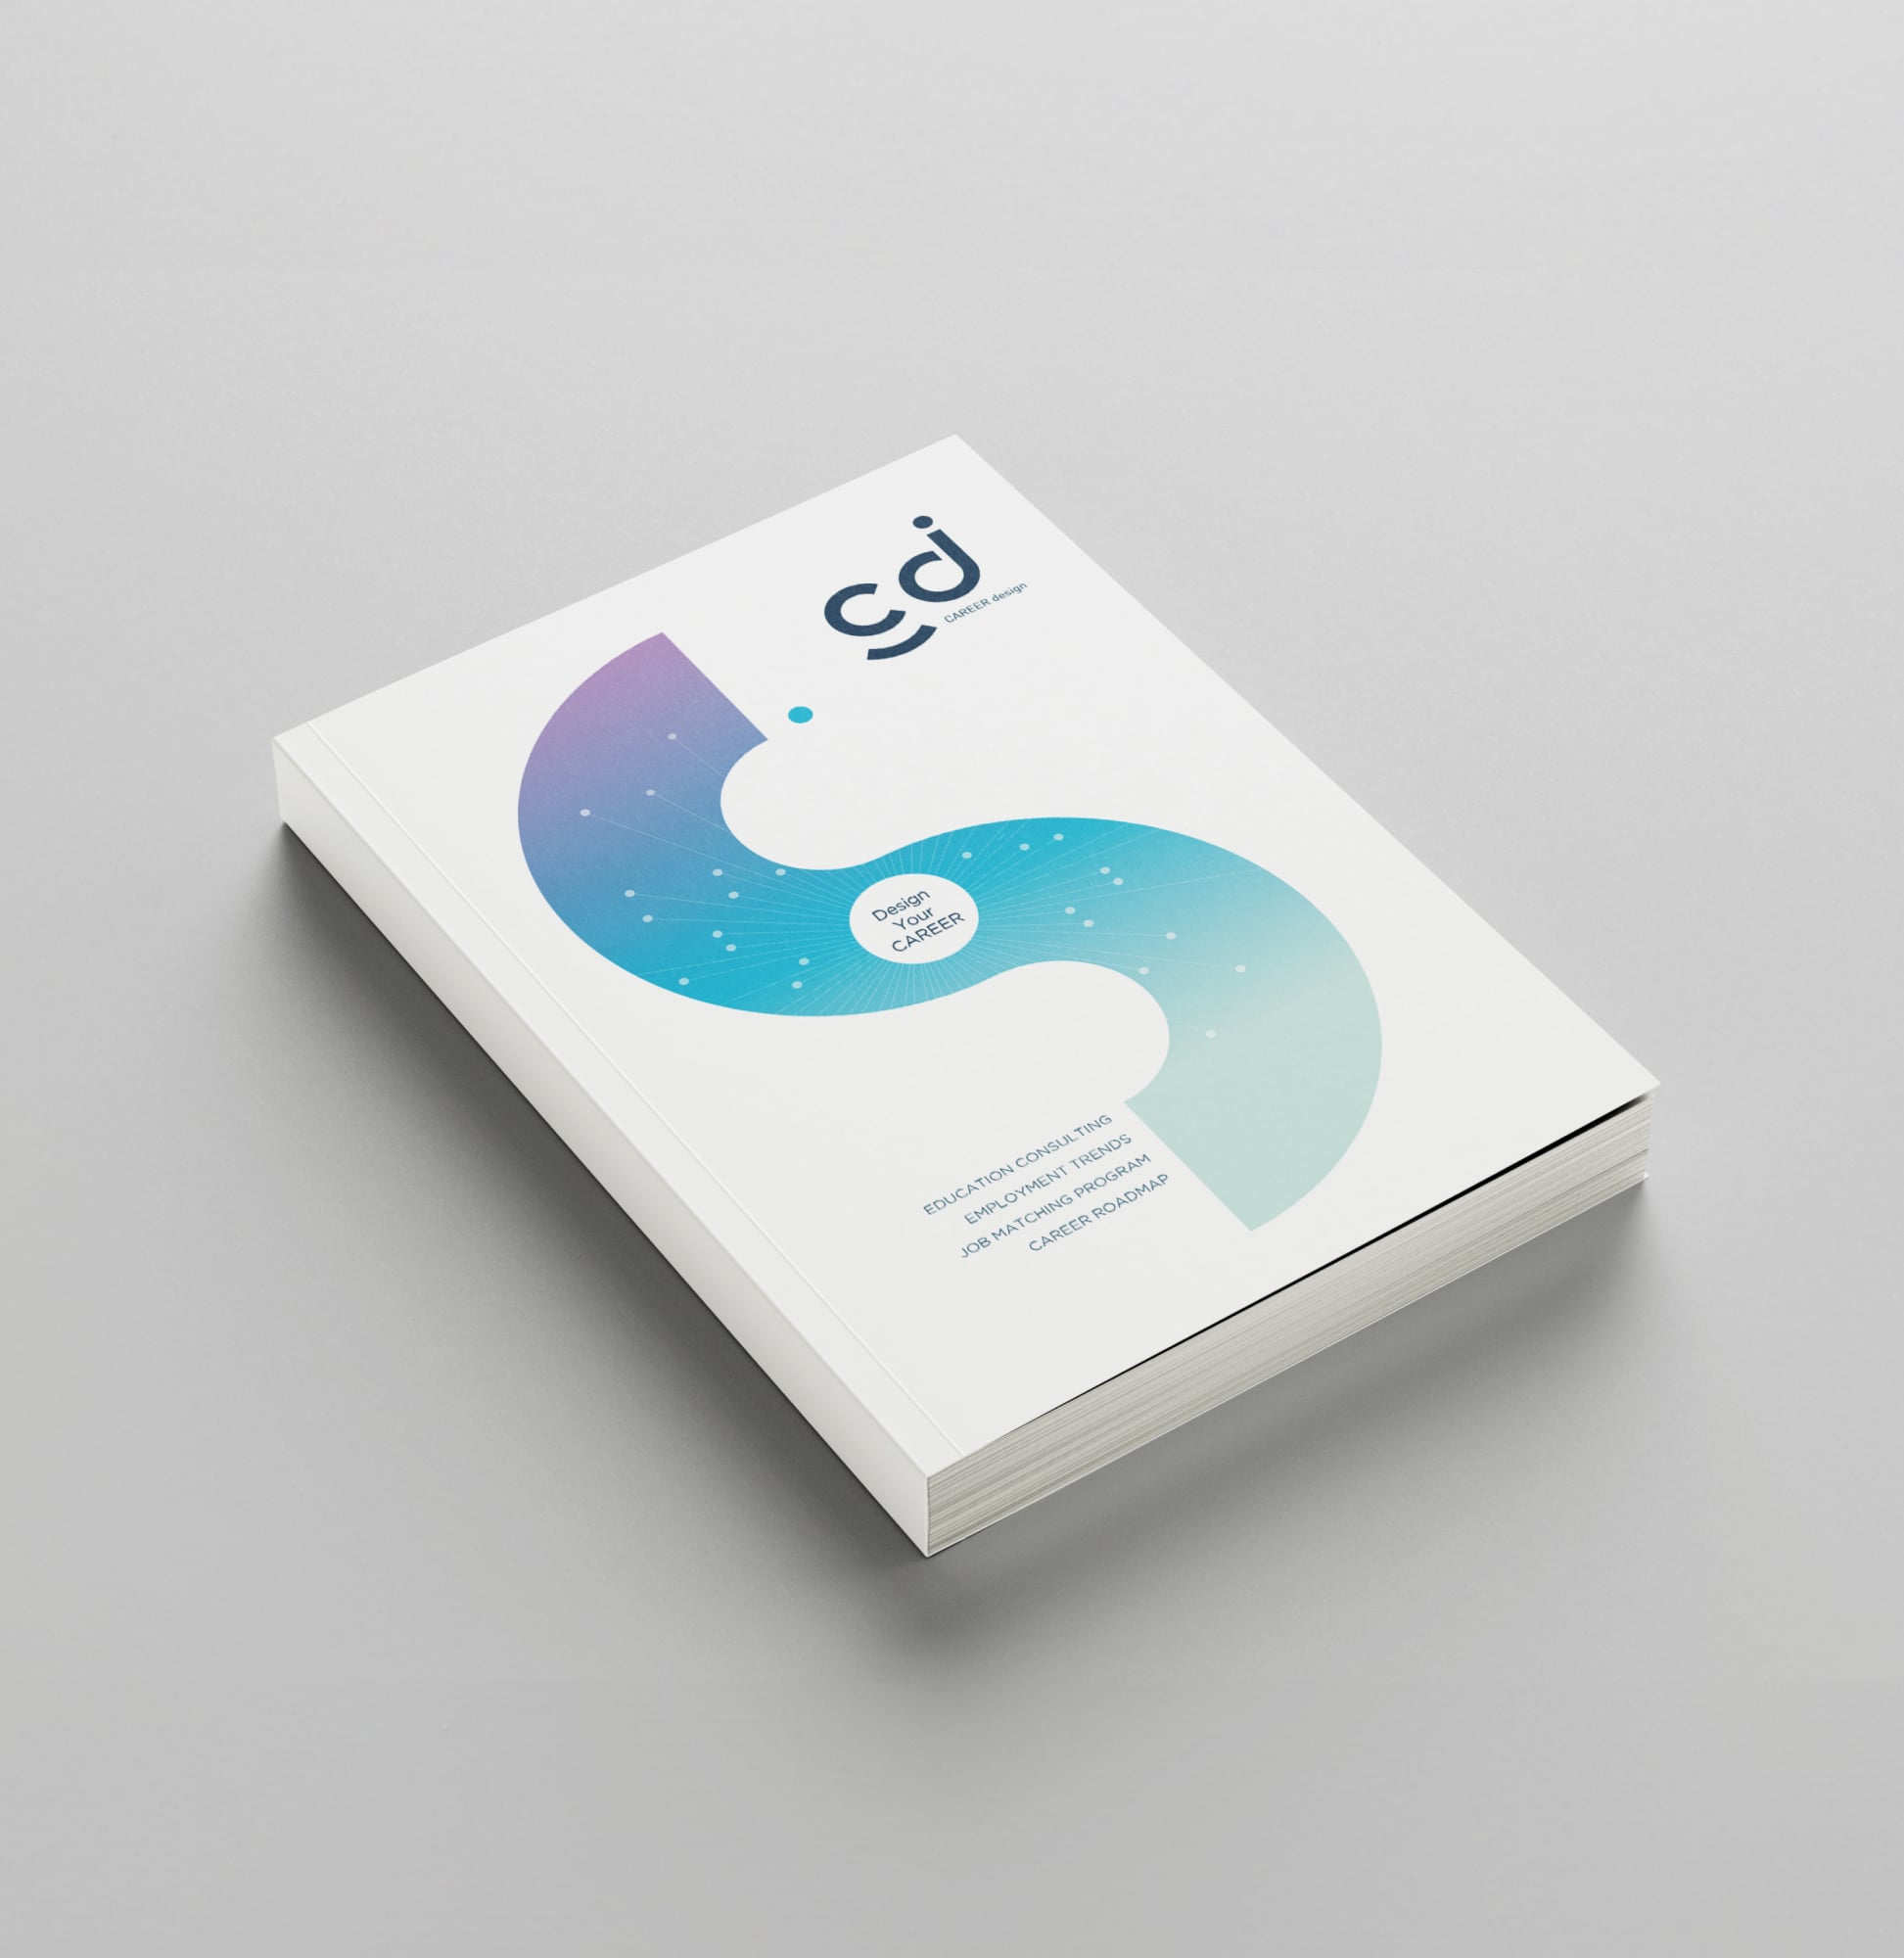 cd
CAREER design
Design
Your
CAREER
EDUCATION CONSULTING
EMPLOYMENT TRENDS
JOB MATCHING PROGRAM
CAREER ROADMAP